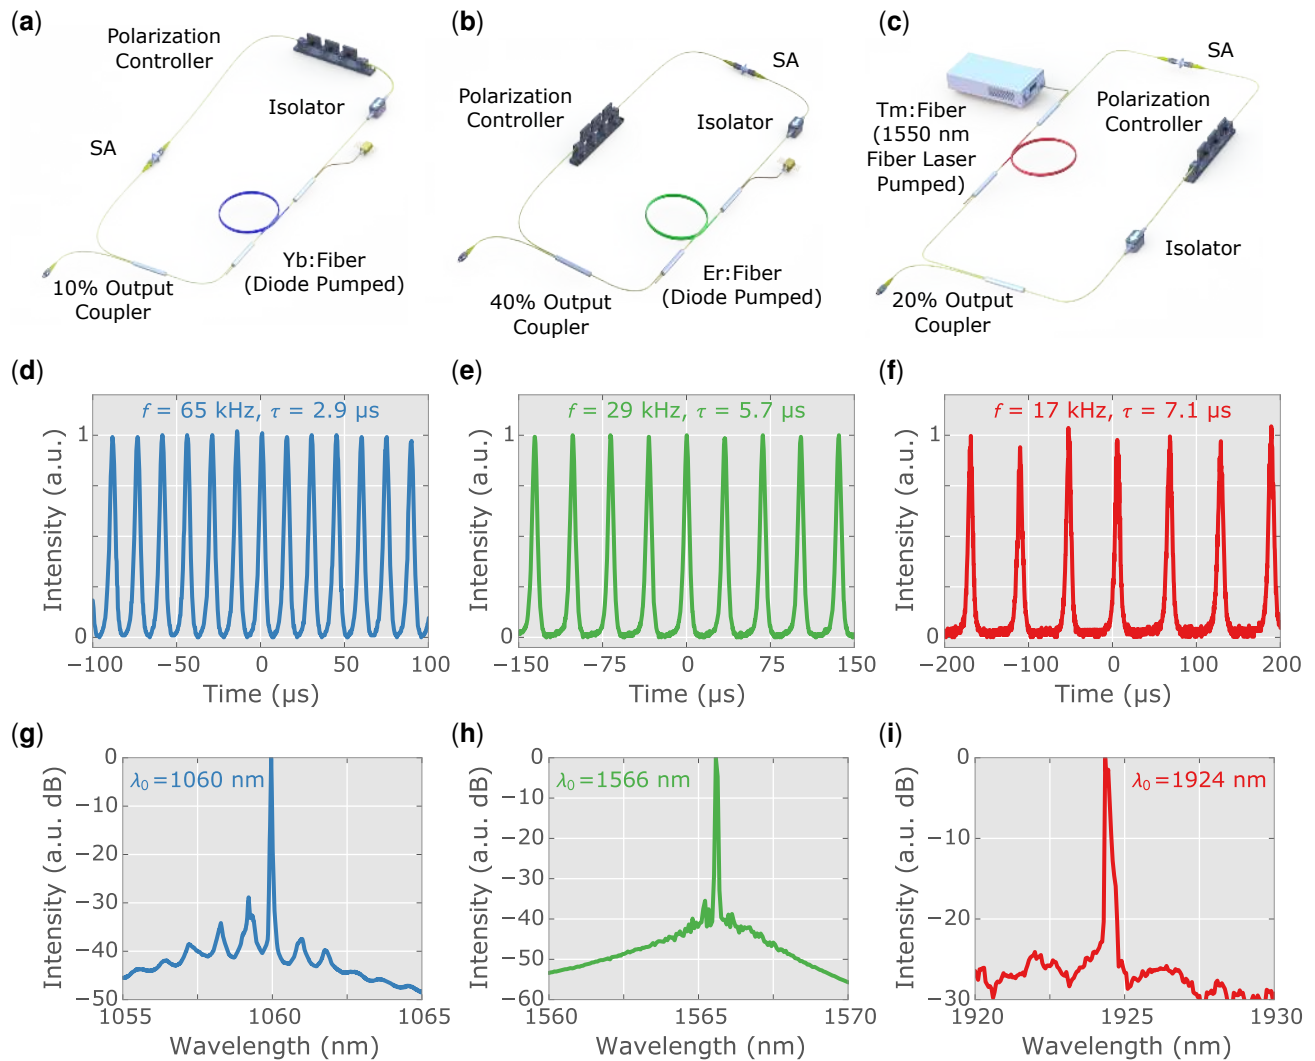 (a)
Polarization
Controller
Isolator
SA
Yb:Fiber
(Diode Pumped)
10% Output
Coupler
(b)
SA
Polarization
Controller
Isolator
Er:Fiber
(Diode Pumped)
40% Output
Coupler
(c)
SA
Tm:Fiber
(1550 nm
Fiber Laser
Pumped)
Polarization
Controller
Isolator
20% Output
Coupler
(d)
f = 65 kHz, τ = 2.9 μs
Intensity (a.u.)
1
0
−100 −50 0 50 100
Time (μs)
(e)
f = 29 kHz, τ = 5.7 μs
Intensity (a.u.)
1
0
−150 −75 0 75 150
Time (μs)
(f)
f = 17 kHz, τ = 7.1 μs
Intensity (a.u.)
1
0
−200 −100 0 100 200
Time (μs)
(g)
λ₀=1060 nm
Intensity (a.u. dB)
0
−10
−20
−30
−40
−50
1055 1060 1065
Wavelength (nm)
(h)
λ₀=1566 nm
Intensity (a.u. dB)
0
−10
−20
−30
−40
−50
−60
1560 1565 1570
Wavelength (nm)
(i)
λ₀=1924 nm
Intensity (a.u. dB)
0
−10
−20
−30
1920 1925 1930
Wavelength (nm)